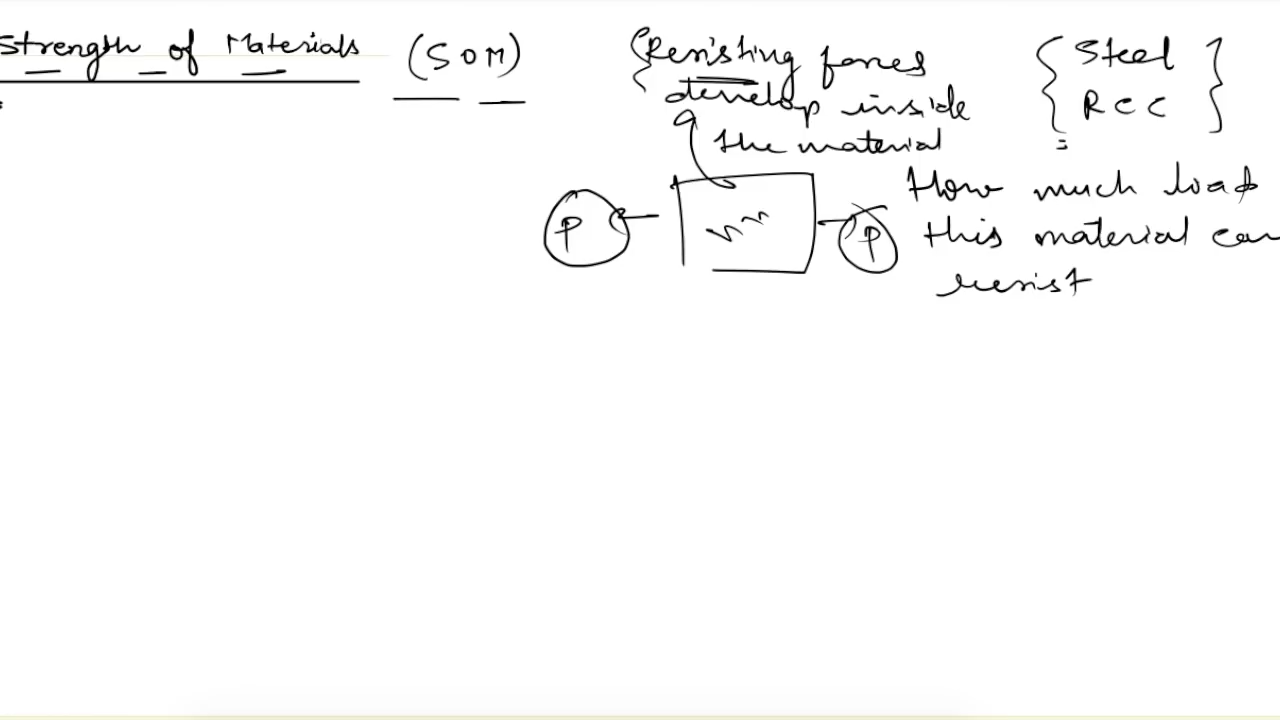 Strength of Materials (SOM)
Resisting forces
develop inside
the material
Steel
RCC
P
P
How much load
this material can
resist